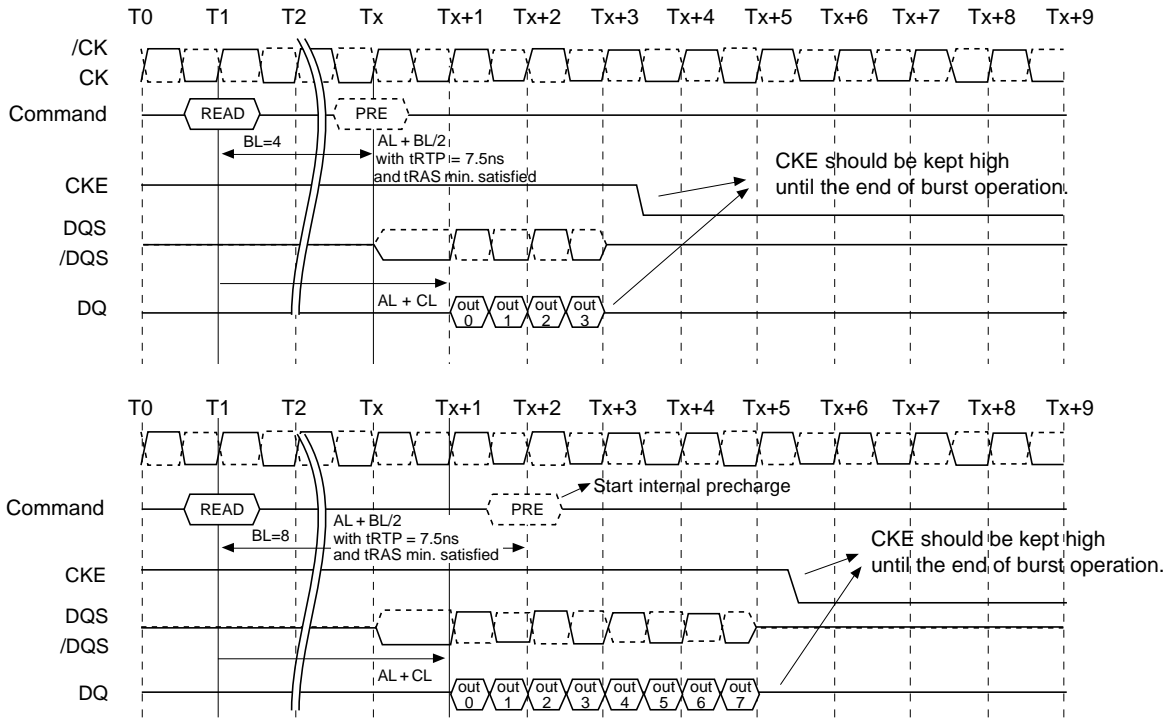 T0 T1 T2 Tx Tx+1 Tx+2 Tx+3 Tx+4 Tx+5 Tx+6 Tx+7 Tx+8 Tx+9
/CK
CK
Command READ PRE
BL=4
AL + BL/2
with tRTP = 7.5ns
and tRAS min. satisfied
CKE should be kept high
until the end of burst operation.
CKE
DQS
/DQS
AL + CL
DQ out 0 out 1 out 2 out 3
T0 T1 T2 Tx Tx+1 Tx+2 Tx+3 Tx+4 Tx+5 Tx+6 Tx+7 Tx+8 Tx+9
Start internal precharge
Command READ PRE
BL=8
AL + BL/2
with tRTP = 7.5ns
and tRAS min. satisfied
CKE should be kept high
until the end of burst operation.
CKE
DQS
/DQS
AL + CL
DQ out 0 out 1 out 2 out 3 out 4 out 5 out 6 out 7